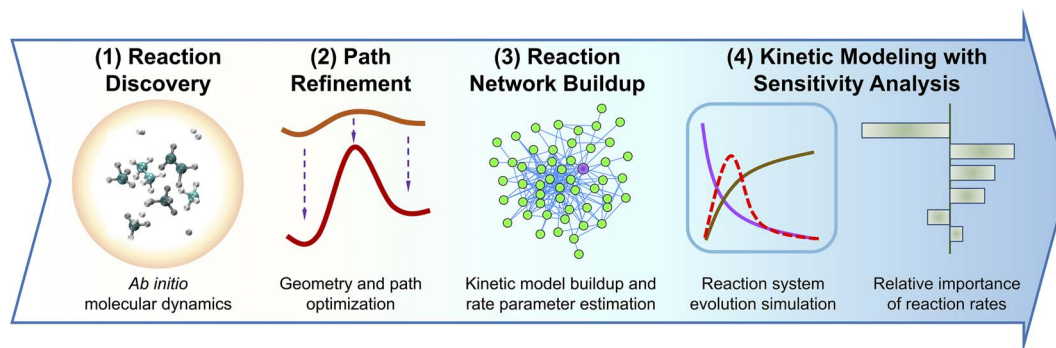 (1) Reaction
Discovery
(2) Path
Refinement
(3) Reaction
Network Buildup
(4) Kinetic Modeling with
Sensitivity Analysis
Ab initio
molecular dynamics
Geometry and path
optimization
Kinetic model buildup and
rate parameter estimation
Reaction system
evolution simulation
Relative importance
of reaction rates